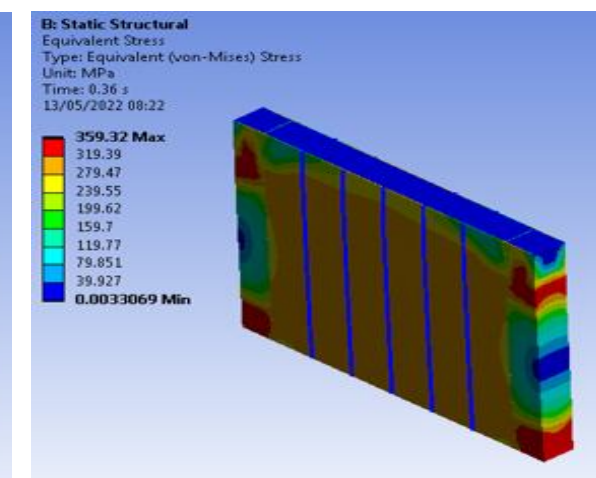 B: Static Structural
Equivalent Stress
Type: Equivalent (von-Mises) Stress
Unit: MPa
Time: 0.36 s
13/05/2022 08:22
359.32 Max
319.39
279.47
239.55
199.62
159.7
119.77
79.851
39.927
0.0033069 Min